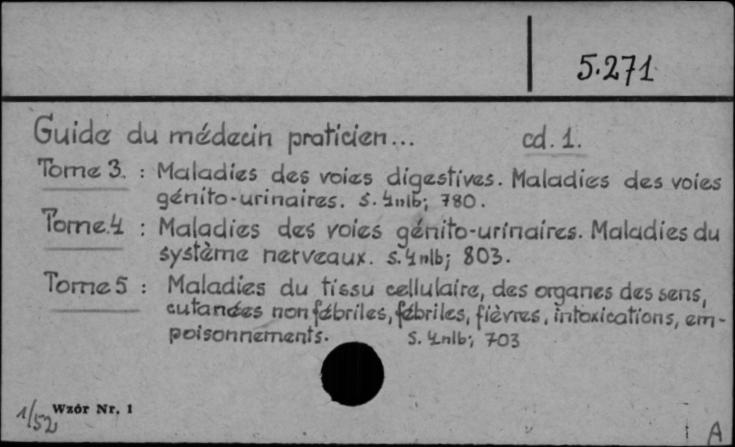 5.271
Guide du médecin praticien... cd. 1.
Tome 3. : Maladies des voies digestives. Maladies des voies
génito-urinaires. S. 4nlb; 780.
Tome 4 : Maladies des voies génito-urinaires. Maladies du
système nerveaux. S. 4nlb; 803.
Tome 5 : Maladies du tissu cellulaire, des organes des sens,
cutanées non fébriles, fébriles, fièvres, intoxications, em-
poisonnements. S. 4nlb; 703
Wzór Nr. 1
1/52
A